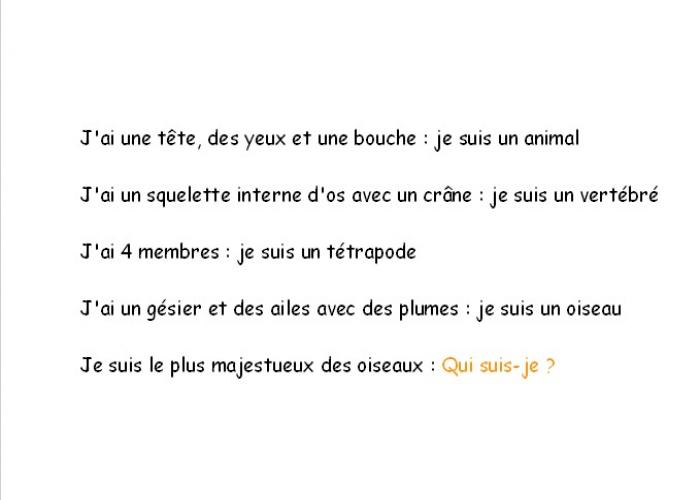 J'ai une tête, des yeux et une bouche : je suis un animal
J'ai un squelette interne d'os avec un crâne : je suis un vertébré
J'ai 4 membres : je suis un tétrapode
J'ai un gésier et des ailes avec des plumes : je suis un oiseau
Je suis le plus majestueux des oiseaux : Qui suis-je ?